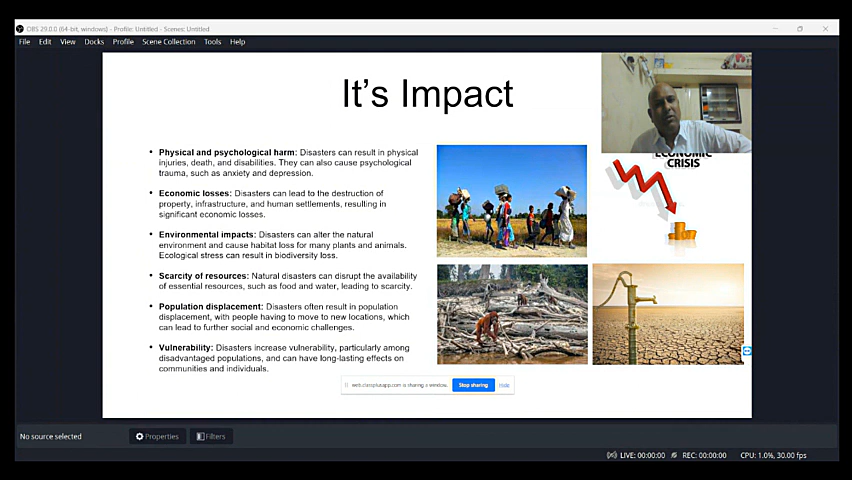 OBS 29.0.0 (64-bit, windows) - Profile: Untitled - Scenes: Untitled
File Edit View Docks Profile Scene Collection Tools Help
It's Impact
• Physical and psychological harm: Disasters can result in physical
injuries, death, and disabilities. They can also cause psychological
trauma, such as anxiety and depression.
• Economic losses: Disasters can lead to the destruction of
property, infrastructure, and human settlements, resulting in
significant economic losses.
• Environmental impacts: Disasters can alter the natural
environment and cause habitat loss for many plants and animals.
Ecological stress can result in biodiversity loss.
• Scarcity of resources: Natural disasters can disrupt the availability
of essential resources, such as food and water, leading to scarcity.
• Population displacement: Disasters often result in population
displacement, with people having to move to new locations, which
can lead to further social and economic challenges.
• Vulnerability: Disasters increase vulnerability, particularly among
disadvantaged populations, and can have long-lasting effects on
communities and individuals.
ECONOMIC
CRISIS
web.classplusapp.com is sharing a window. Stop sharing Hide
No source selected Properties Filters
LIVE: 00:00:00 REC: 00:00:00 CPU: 1.0%, 30.00 fps